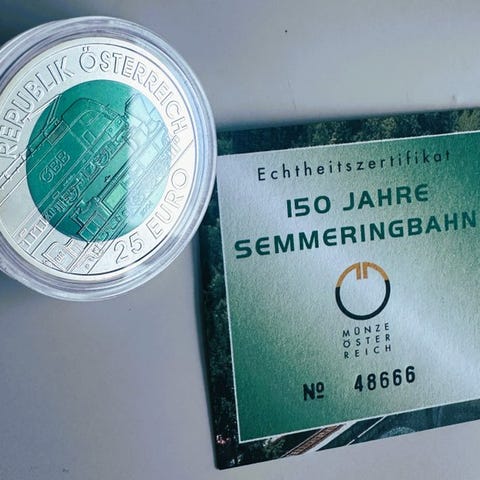 REPUBLIK ÖSTERREICH
ÖBB
25 EURO
Echtheitszertifikat
150 JAHRE
SEMMERINGBAHN
MÜNZE
ÖSTER
REICH
No 48666